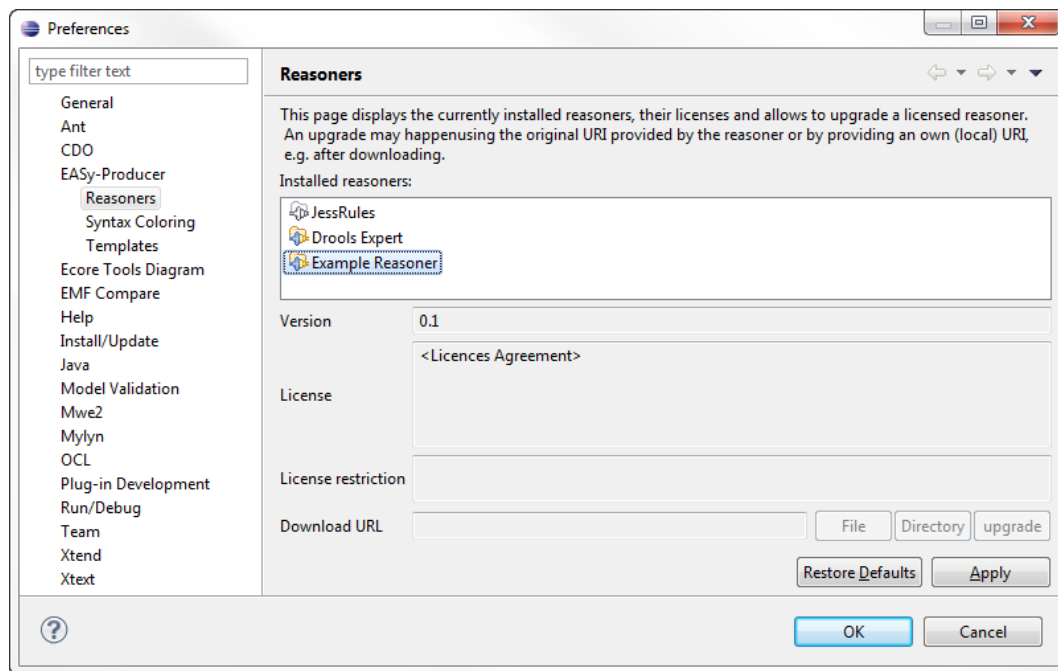 Preferences
type filter text
General
Ant
CDO
EASy-Producer
Reasoners
Syntax Coloring
Templates
Ecore Tools Diagram
EMF Compare
Help
Install/Update
Java
Model Validation
Mwe2
Mylyn
OCL
Plug-in Development
Run/Debug
Team
Xtend
Xtext
Reasoners
This page displays the currently installed reasoners, their licenses and allows to upgrade a licensed reasoner.
An upgrade may happenusing the original URI provided by the reasoner or by providing an own (local) URI,
e.g. after downloading.
Installed reasoners:
JessRules
Drools Expert
Example Reasoner
Version 0.1
<Licences Agreement>
License
License restriction
Download URL File Directory upgrade
Restore Defaults Apply
? OK Cancel